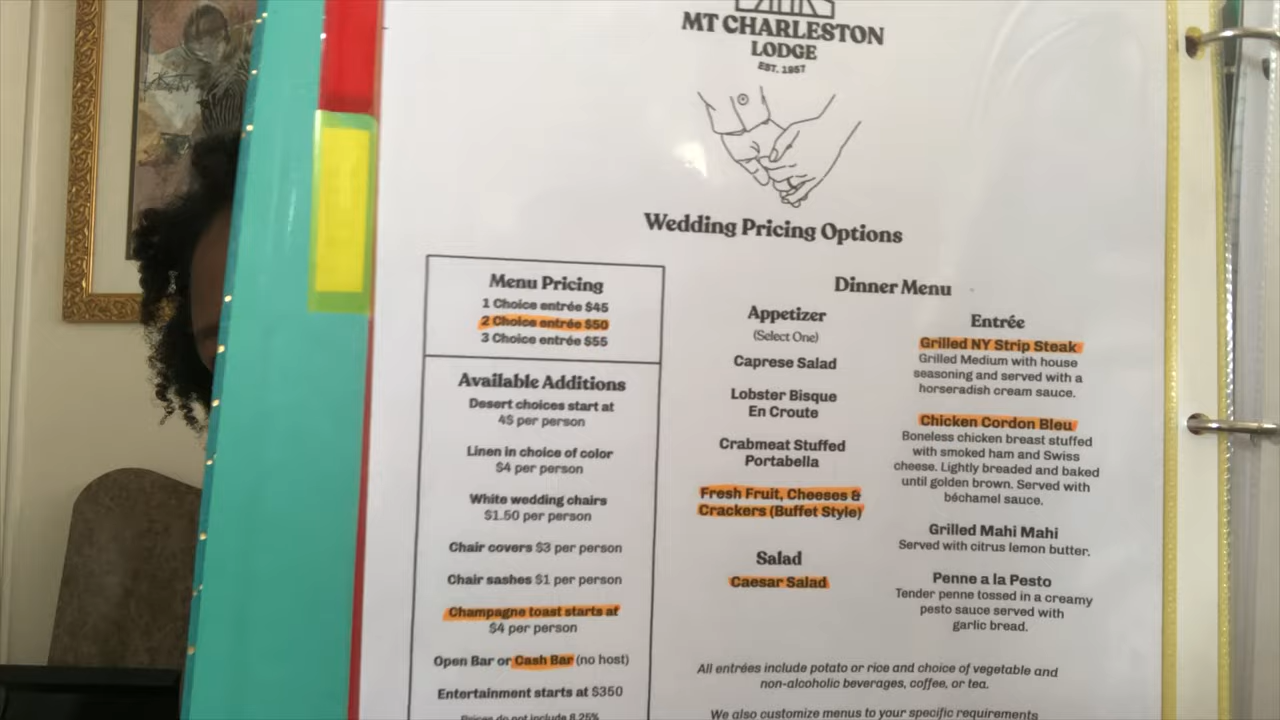 MT CHARLESTON
LODGE
EST. 1957
Wedding Pricing Options
Menu Pricing
1 Choice entrée $45
2 Choice entrée $50
3 Choice entrée $55
Available Additions
Desert choices start at
4$ per person
Linen in choice of color
$4 per person
White wedding chairs
$1.50 per person
Chair covers $3 per person
Chair sashes $1 per person
Champagne toast starts at
$4 per person
Open Bar or Cash Bar (no host)
Entertainment starts at $350
Prices do not include 8.25%
Dinner Menu
Appetizer
(Select One)
Caprese Salad
Lobster Bisque
En Croute
Crabmeat Stuffed
Portabella
Fresh Fruit, Cheeses &
Crackers (Buffet Style)
Salad
Caesar Salad
Entrée
Grilled NY Strip Steak
Grilled Medium with house
seasoning and served with a
horseradish cream sauce.
Chicken Cordon Bleu
Boneless chicken breast stuffed
with smoked ham and Swiss
cheese. Lightly breaded and baked
until golden brown. Served with
béchamel sauce.
Grilled Mahi Mahi
Served with citrus lemon butter.
Penne a la Pesto
Tender penne tossed in a creamy
pesto sauce served with
garlic bread.
All entrées include potato or rice and choice of vegetable and
non-alcoholic beverages, coffee, or tea.
We also customize menus to your specific requirements